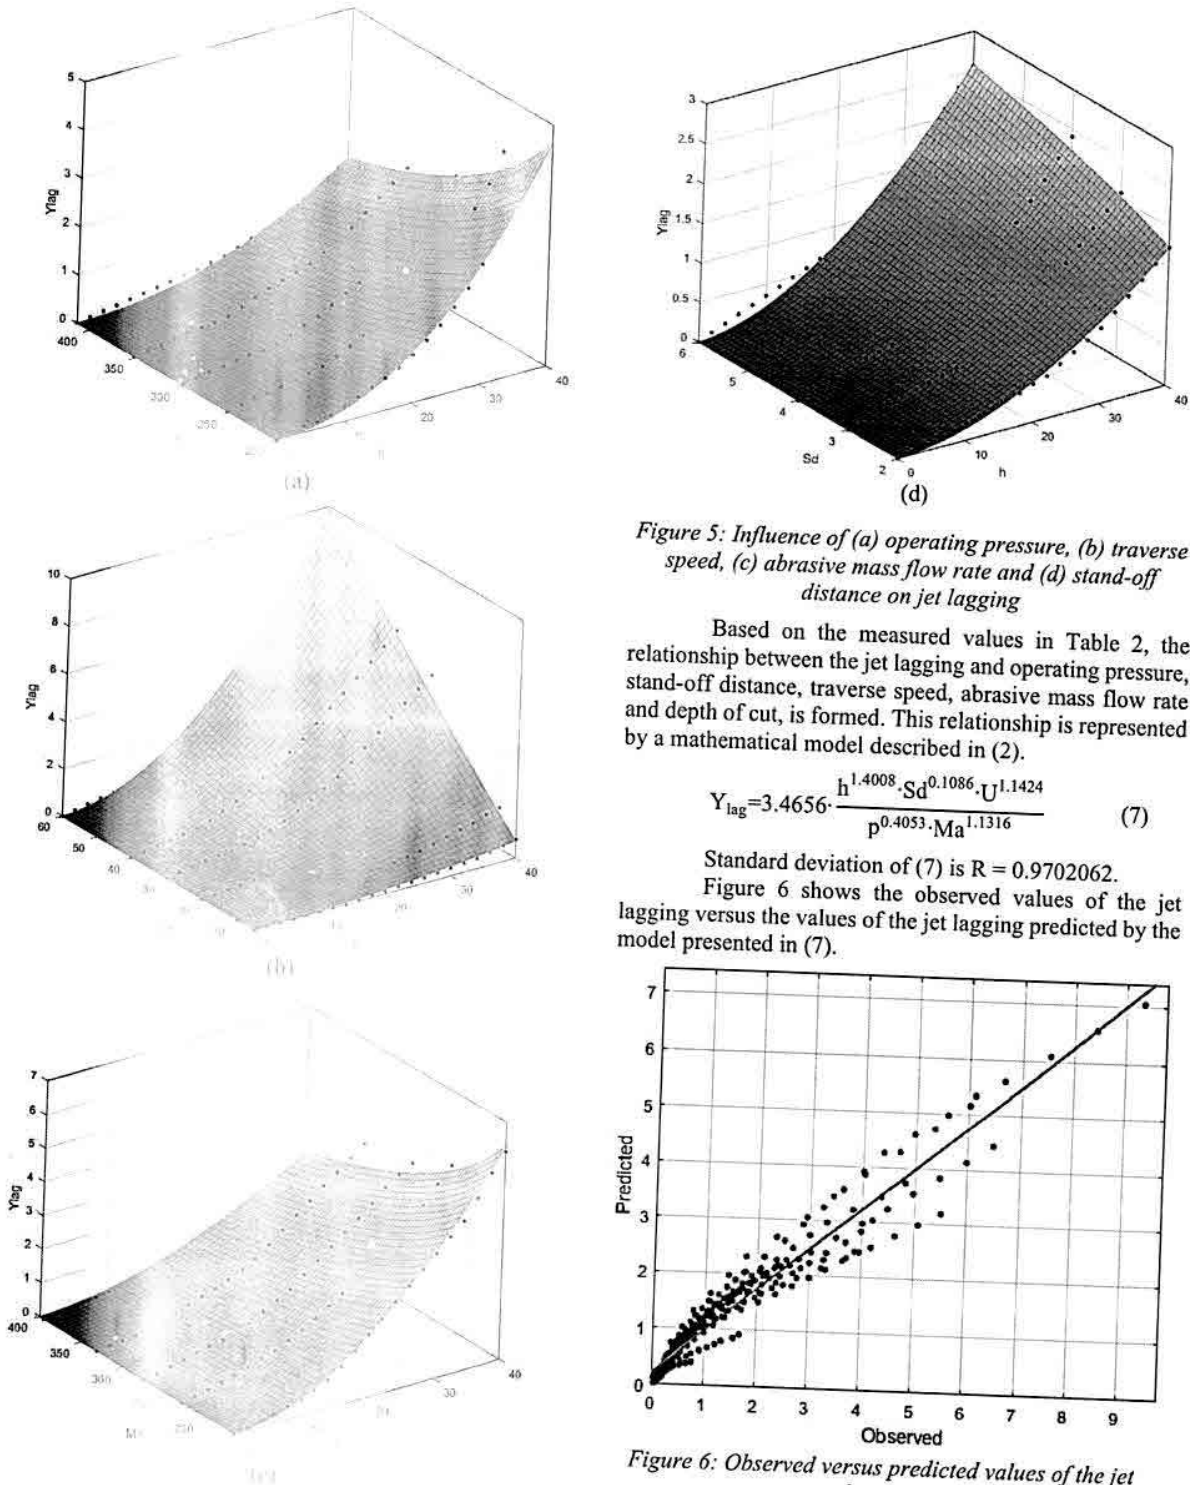 5
4
3
2
1
0
Ylag
400
350
300
250
20
30
40
(a)
10
8
6
4
2
0
Ylag
60
50
40
30
40
(b)
7
6
5
4
3
2
1
0
Ylag
400
350
300
30
40
3
2.5
2
1.5
1
0.5
0
Ylag
6
5
4
3
2
Sd
0
10
20
30
40
h
(d)
Figure 5: Influence of (a) operating pressure, (b) traverse
speed, (c) abrasive mass flow rate and (d) stand-off
distance on jet lagging
Based on the measured values in Table 2, the
relationship between the jet lagging and operating pressure,
stand-off distance, traverse speed, abrasive mass flow rate
and depth of cut, is formed. This relationship is represented
by a mathematical model described in (2).
Y_lag=3.4656· h^1.4008·Sd^0.1086·U^1.1424 / p^0.4053·Ma^1.1316 (7)
Standard deviation of (7) is R = 0.9702062.
Figure 6 shows the observed values of the jet
lagging versus the values of the jet lagging predicted by the
model presented in (7).
7
6
5
4
3
2
1
0
Predicted
0 1 2 3 4 5 6 7 8 9
Observed
Figure 6: Observed versus predicted values of the jet